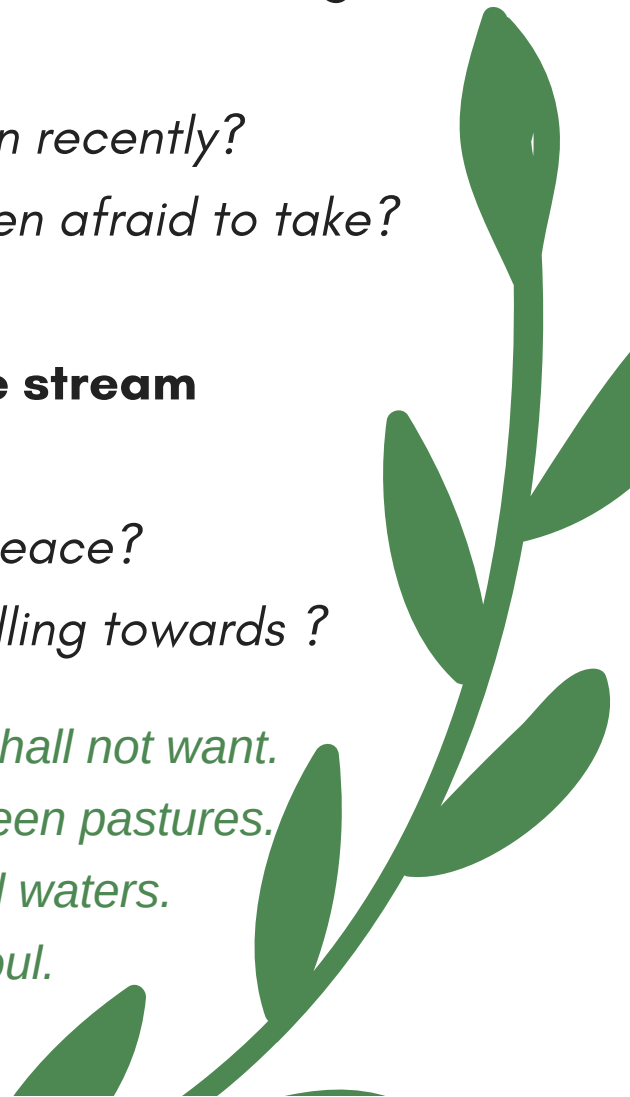 n recently?
en afraid to take?
e stream
eace?
lling towards ?
hall not want.
een pastures.
l waters.
oul.